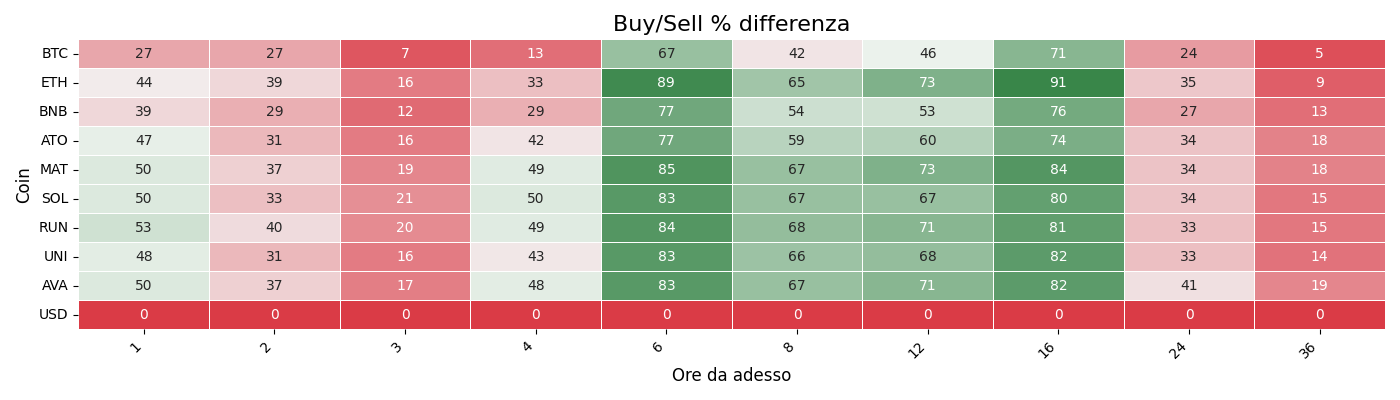 Buy/Sell % differenza
Coin
BTC 27 27 7 13 67 42 46 71 24 5
ETH 44 39 16 33 89 65 73 91 35 9
BNB 39 29 12 29 77 54 53 76 27 13
ATO 47 31 16 42 77 59 60 74 34 18
MAT 50 37 19 49 85 67 73 84 34 18
SOL 50 33 21 50 83 67 67 80 34 15
RUN 53 40 20 49 84 68 71 81 33 15
UNI 48 31 16 43 83 66 68 82 33 14
AVA 50 37 17 48 83 67 71 82 41 19
USD 0 0 0 0 0 0 0 0 0 0
1 2 3 4 6 8 12 16 24 36
Ore da adesso